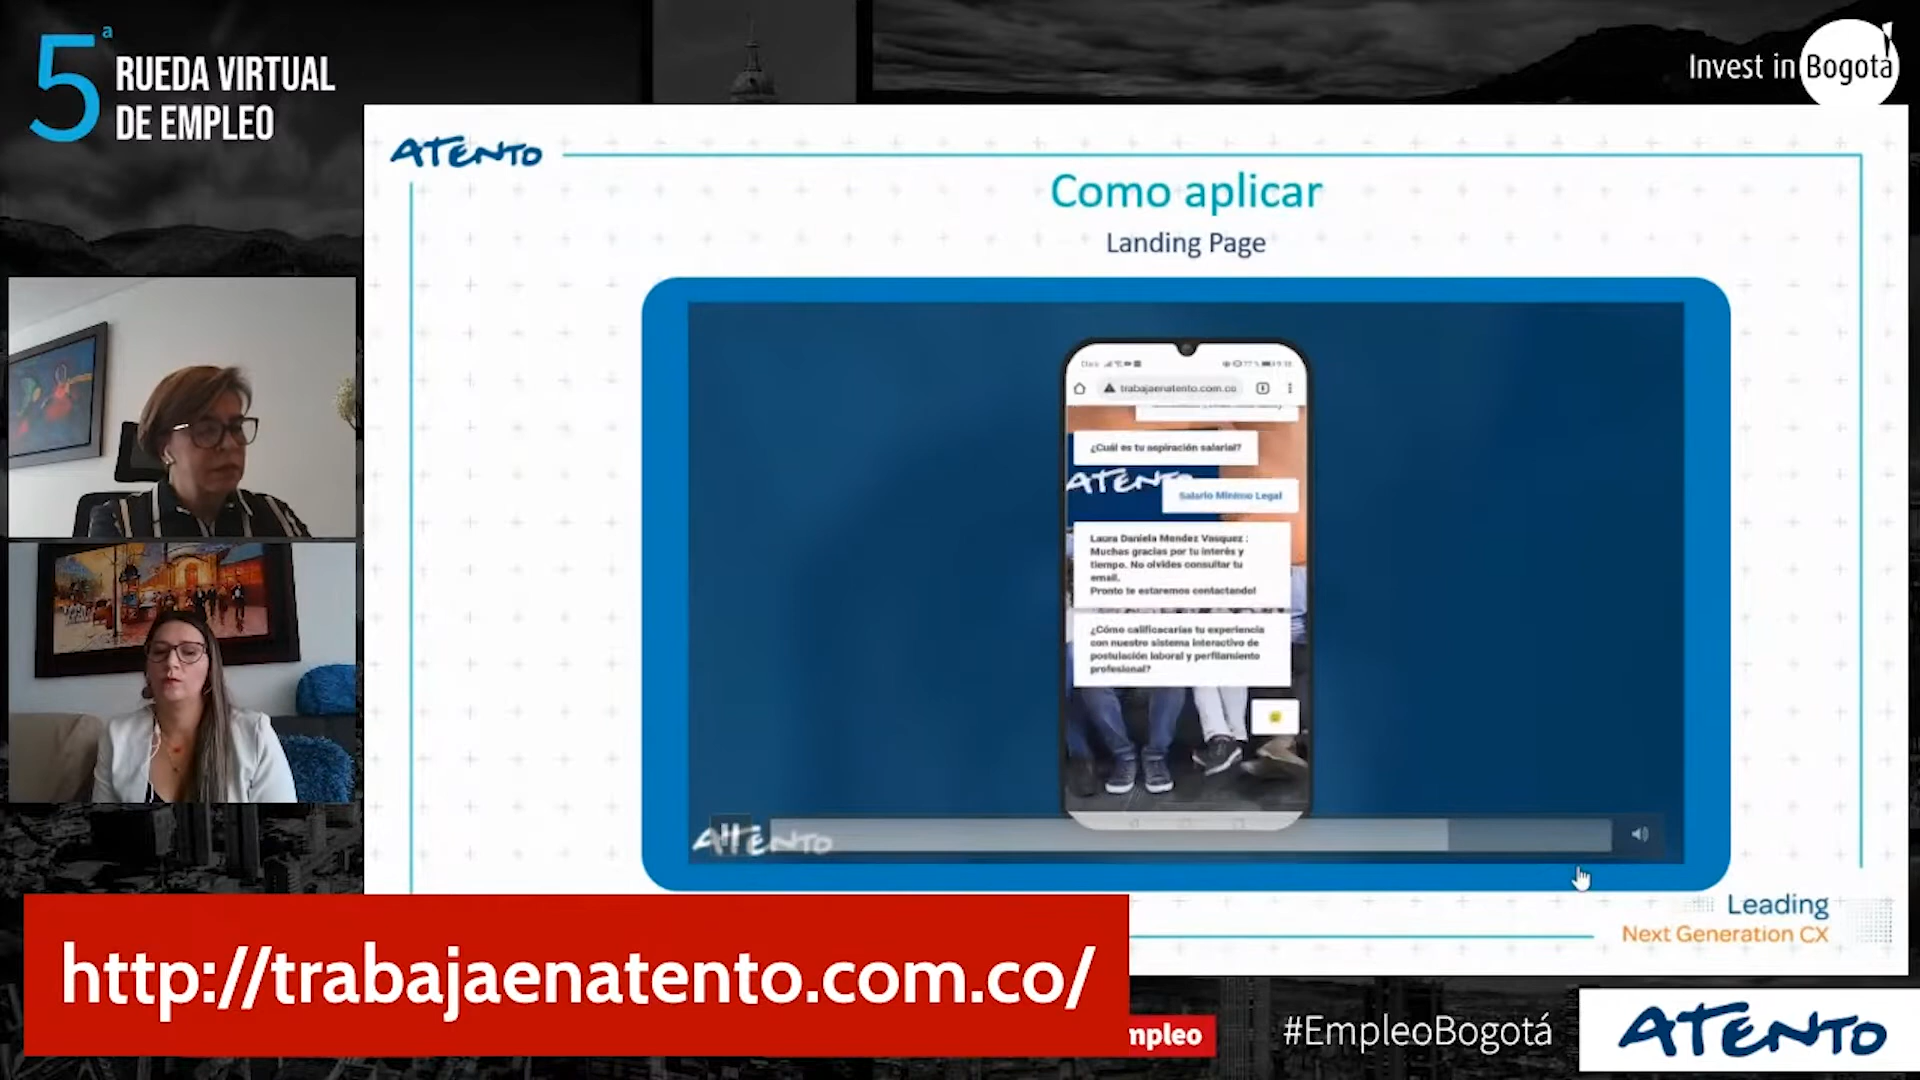 5ª RUEDA VIRTUAL
DE EMPLEO
Invest in Bogotá
ATENTO
Como aplicar
Landing Page
trabajaenatento.com.co
¿Cuál es tu aspiración salarial?
ATENTO
Salario Minimo Legal
Laura Daniela Mendez Vasquez :
Muchas gracias por tu interés y
tiempo. No olvides consultar tu
email.
Pronto te estaremos contactando!
¿Cómo calificacarías tu experiencia
con nuestro sistema interactivo de
postulación laboral y perfilamiento
profesional?
ATENTO
Leading
Next Generation CX
http://trabajaenatento.com.co/
mpleo
#EmpleoBogotá
ATENTO